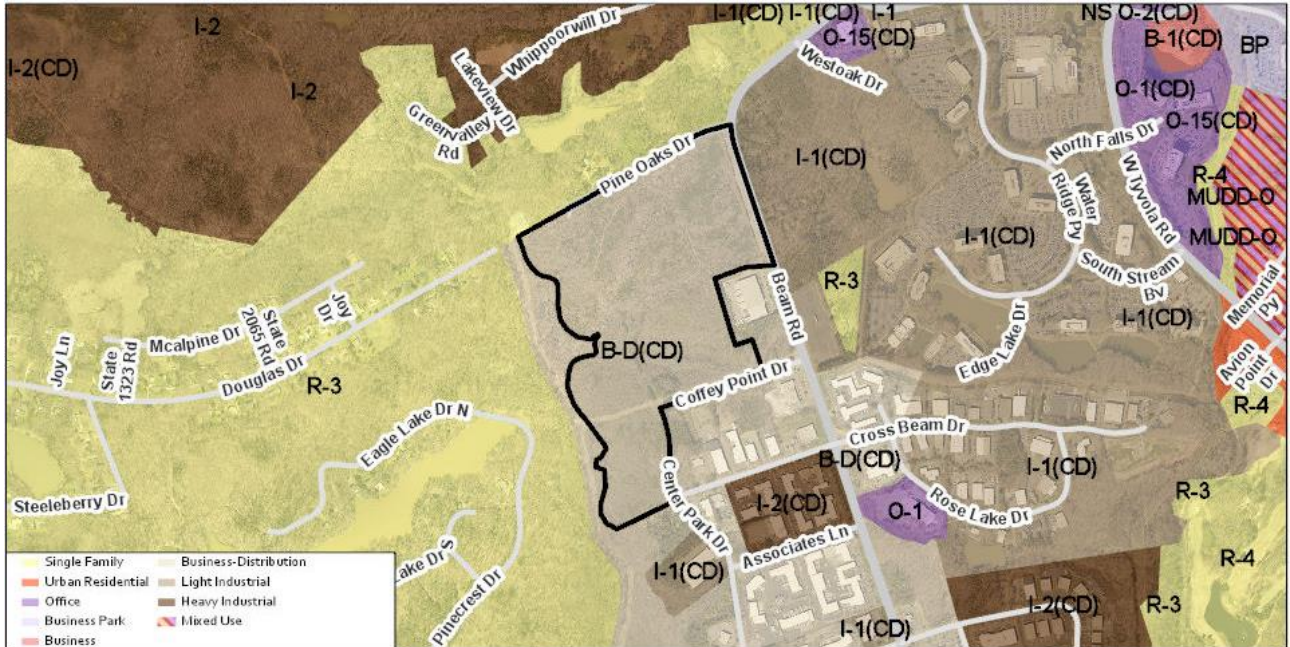 I-2
I-2(CD)
I-2
Whippoorwill Dr
Lakeview Dr
Greenvalley
Rd
I-1(CD)
I-1(CD)
I-1
O-15(CD)
Westoak Dr
NS
O-2(CD)
B-1(CD)
BP
O-1(CD)
O-15(CD)
North Falls Dr
W Tyvola Rd
R-4
MUDD-O
MUDD-O
Pine Oaks Dr
I-1(CD)
Water
Ridge Py
I-1(CD)
South Stream
Bv
I-1(CD)
Memorial
Py
R-3
Beam Rd
Edge Lake Dr
Avion
Point
Dr
R-4
Joy
Dr
State
2065 Rd
Mcalpine Dr
Joy Ln
State
1323 Rd
Douglas Dr
R-3
B-D(CD)
Coffey Point Dr
Eagle Lake Dr N
Cross Beam Dr
B-D(CD)
I-1(CD)
R-3
Steeleberry Dr
Center Park Dr
I-2(CD)
O-1
Rose Lake Dr
Associates Ln
R-4
I-1(CD)
Lake Dr S
Pinecrest Dr
I-2(CD)
R-3
I-1(CD)
Single Family
Urban Residential
Office
Business Park
Business
Business-Distribution
Light Industrial
Heavy Industrial
Mixed Use